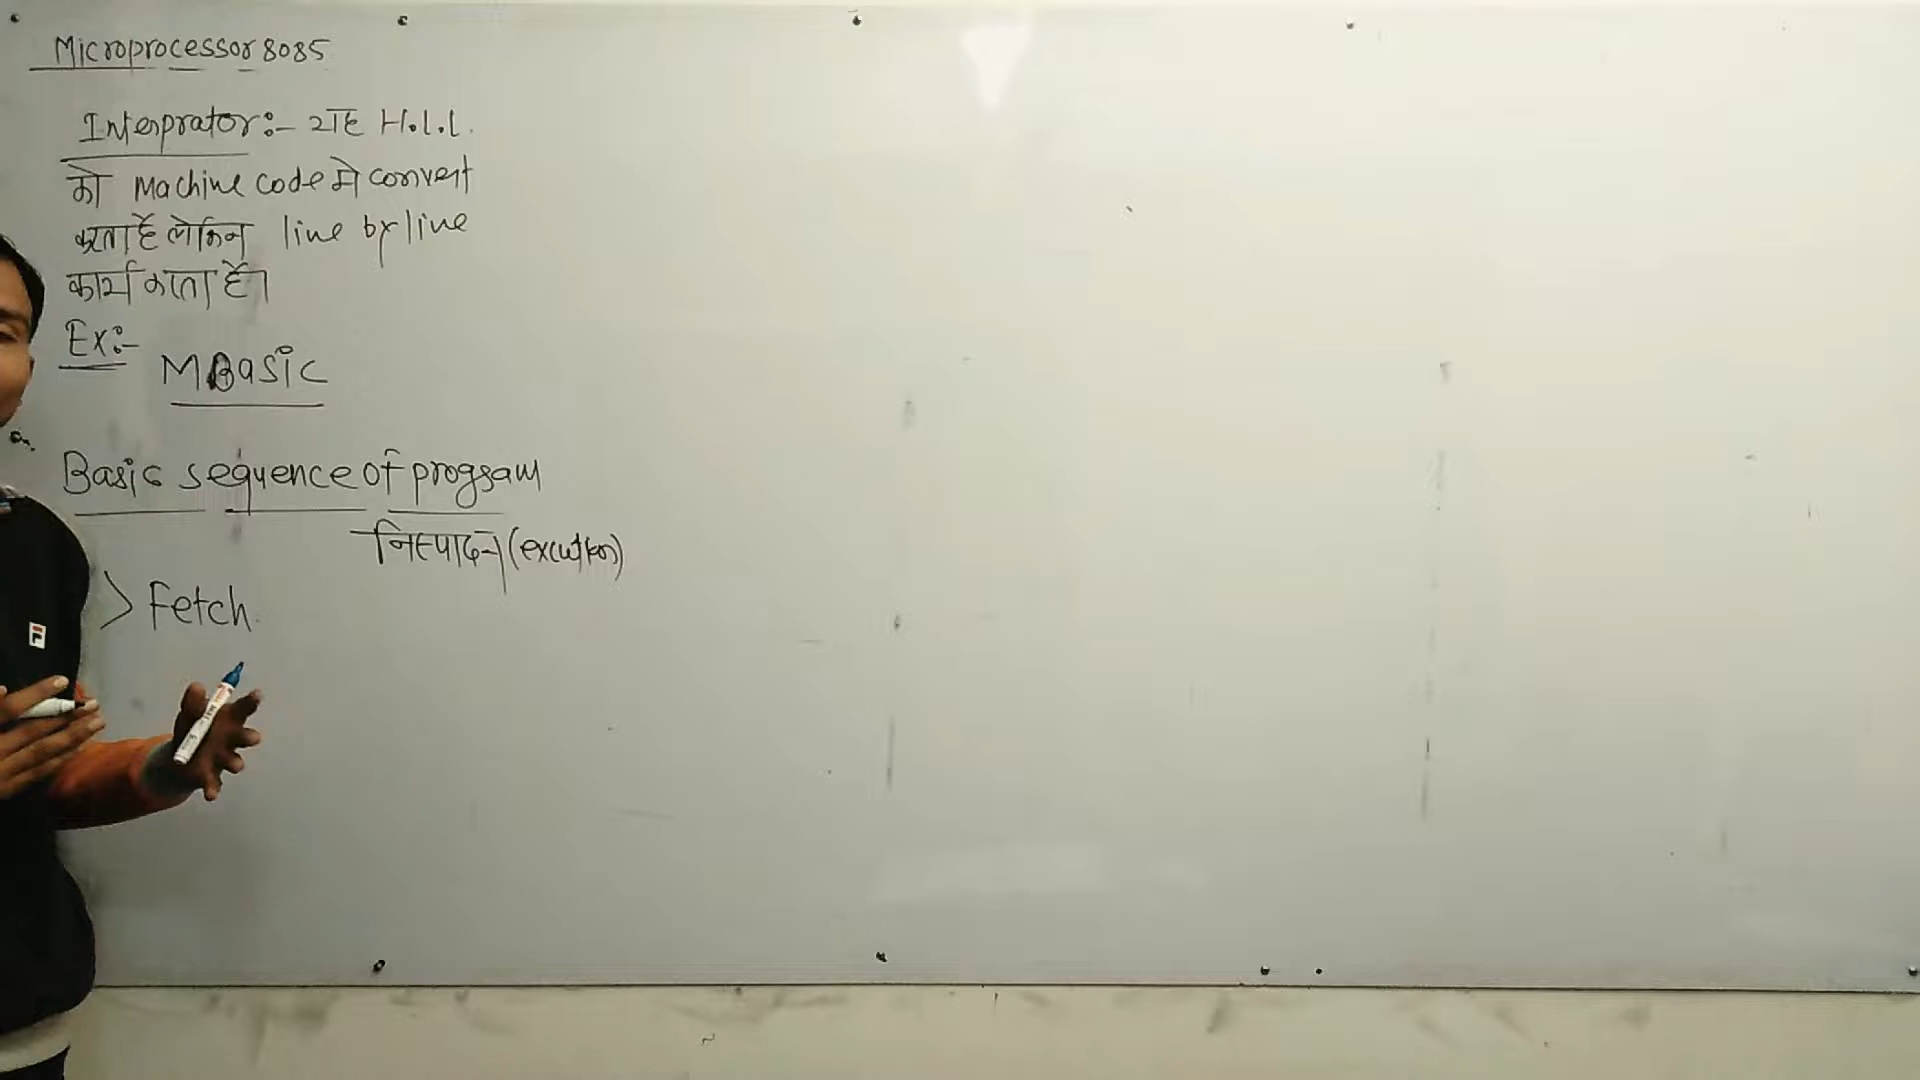 Microprocessor 8085
Interprator:- यह H.L.L.
को Machine code मे convert
करता है लेकिन line by line
कार्य करता है।
Ex:-
MBasic
Basic sequence of program
निस्पादन (excution)
> Fetch.